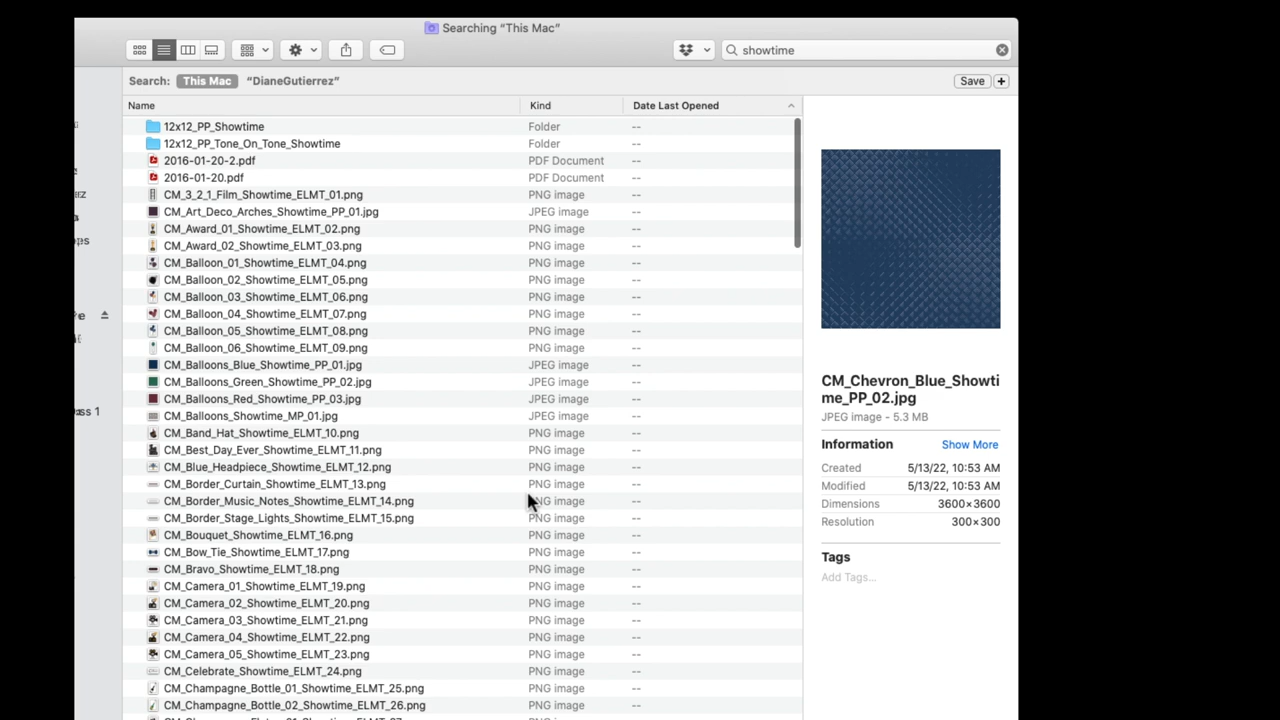 Searching “This Mac”
showtime
Search: This Mac “DianeGutierrez”
Save +
Name Kind Date Last Opened
12x12_PP_Showtime Folder --
12x12_PP_Tone_On_Tone_Showtime Folder --
2016-01-20-2.pdf PDF Document --
2016-01-20.pdf PDF Document --
CM_3_2_1_Film_Showtime_ELMT_01.png PNG image --
CM_Art_Deco_Arches_Showtime_PP_01.jpg JPEG image --
CM_Award_01_Showtime_ELMT_02.png PNG image --
CM_Award_02_Showtime_ELMT_03.png PNG image --
CM_Balloon_01_Showtime_ELMT_04.png PNG image --
CM_Balloon_02_Showtime_ELMT_05.png PNG image --
CM_Balloon_03_Showtime_ELMT_06.png PNG image --
CM_Balloon_04_Showtime_ELMT_07.png PNG image --
CM_Balloon_05_Showtime_ELMT_08.png PNG image --
CM_Balloon_06_Showtime_ELMT_09.png PNG image --
CM_Balloons_Blue_Showtime_PP_01.jpg JPEG image --
CM_Balloons_Green_Showtime_PP_02.jpg JPEG image --
CM_Balloons_Red_Showtime_PP_03.jpg JPEG image --
CM_Balloons_Showtime_MP_01.jpg JPEG image --
CM_Band_Hat_Showtime_ELMT_10.png PNG image --
CM_Best_Day_Ever_Showtime_ELMT_11.png PNG image --
CM_Blue_Headpiece_Showtime_ELMT_12.png PNG image --
CM_Border_Curtain_Showtime_ELMT_13.png PNG image --
CM_Border_Music_Notes_Showtime_ELMT_14.png PNG image --
CM_Border_Stage_Lights_Showtime_ELMT_15.png PNG image --
CM_Bouquet_Showtime_ELMT_16.png PNG image --
CM_Bow_Tie_Showtime_ELMT_17.png PNG image --
CM_Bravo_Showtime_ELMT_18.png PNG image --
CM_Camera_01_Showtime_ELMT_19.png PNG image --
CM_Camera_02_Showtime_ELMT_20.png PNG image --
CM_Camera_03_Showtime_ELMT_21.png PNG image --
CM_Camera_04_Showtime_ELMT_22.png PNG image --
CM_Camera_05_Showtime_ELMT_23.png PNG image --
CM_Celebrate_Showtime_ELMT_24.png PNG image --
CM_Champagne_Bottle_01_Showtime_ELMT_25.png PNG image --
CM_Champagne_Bottle_02_Showtime_ELMT_26.png PNG image --
CM_Chevron_Blue_Showti
me_PP_02.jpg
JPEG image - 5.3 MB
Information Show More
Created 5/13/22, 10:53 AM
Modified 5/13/22, 10:53 AM
Dimensions 3600×3600
Resolution 300×300
Tags
Add Tags...